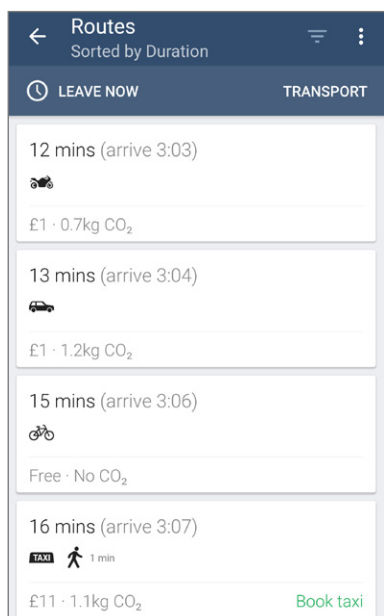 Routes
Sorted by Duration
LEAVE NOW TRANSPORT
12 mins (arrive 3:03)
£1 · 0.7kg CO₂
13 mins (arrive 3:04)
£1 · 1.2kg CO₂
15 mins (arrive 3:06)
Free · No CO₂
16 mins (arrive 3:07)
TAXI 1 min
£11 · 1.1kg CO₂ Book taxi